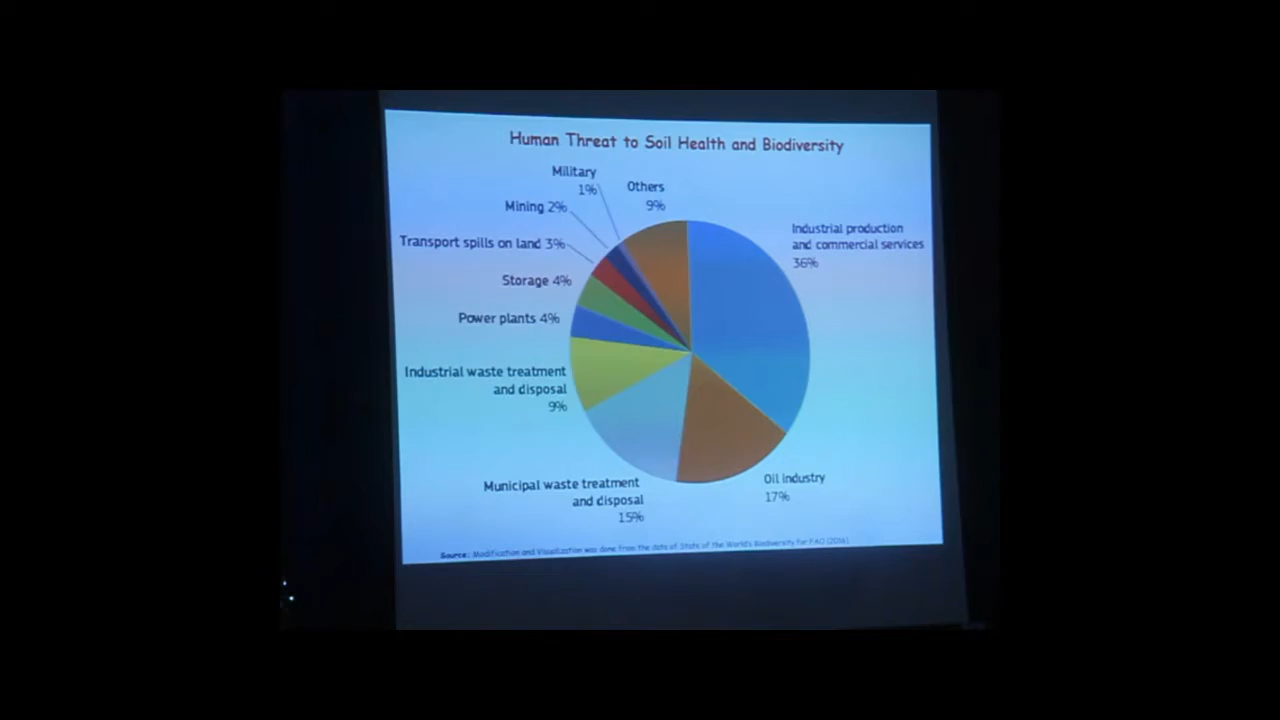 Human Threat to Soil Health and Biodiversity
Military
1%
Others
9%
Mining 2%
Industrial production
and commercial services
36%
Transport spills on land 3%
Storage 4%
Power plants 4%
Industrial waste treatment
and disposal
9%
Oil industry
17%
Municipal waste treatment
and disposal
15%
Source: Modification and Visualization was done from the data of State of the World's Biodiversity for FAO (2016)